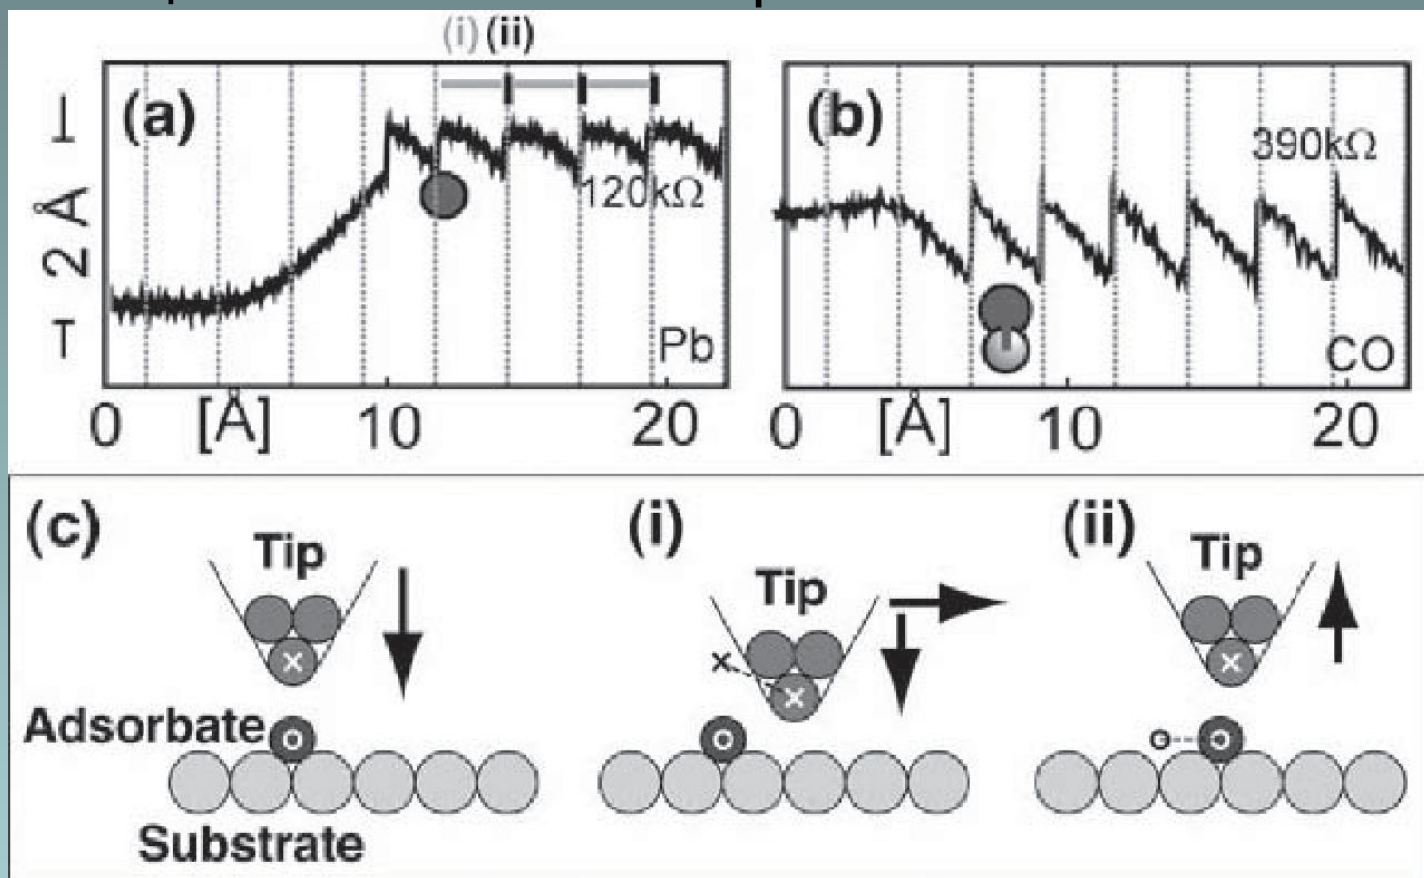 (i) (ii)
(a)
120kΩ
Pb
2 Å
0 [Å] 10 20
(b)
390kΩ
CO
0 [Å] 10 20
(c)
Tip
Adsorbate
Substrate
(i)
Tip
(ii)
Tip